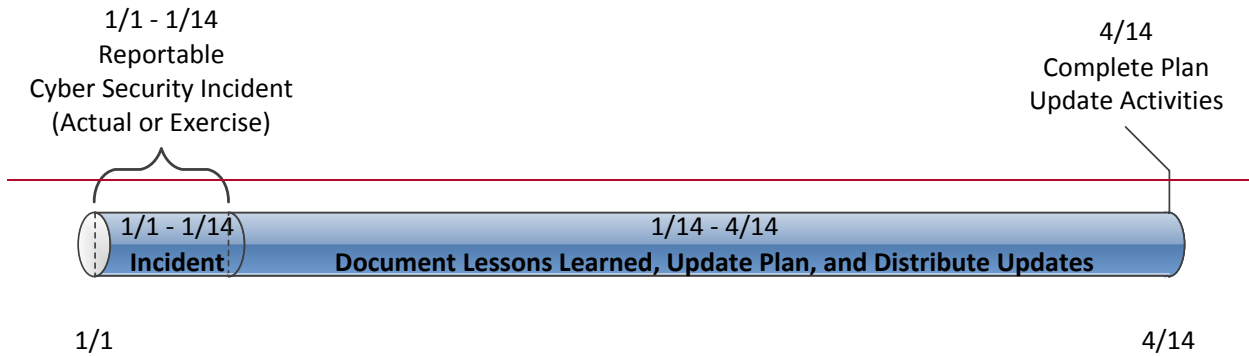 1/1 - 1/14
Reportable
Cyber Security Incident
(Actual or Exercise)
4/14
Complete Plan
Update Activities
1/1 - 1/14
Incident
1/14 - 4/14
Document Lessons Learned, Update Plan, and Distribute Updates
1/1
4/14